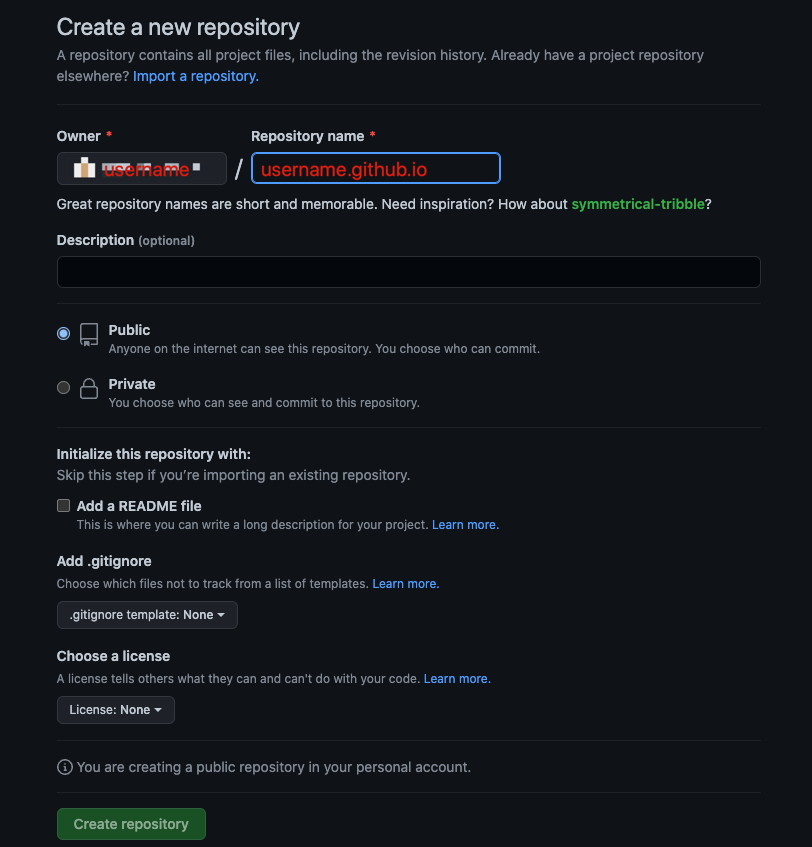 Create a new repository
A repository contains all project files, including the revision history. Already have a project repository
elsewhere? Import a repository.
Owner * Repository name *
username / username.github.io
Great repository names are short and memorable. Need inspiration? How about symmetrical-tribble?
Description (optional)
Public
Anyone on the internet can see this repository. You choose who can commit.
Private
You choose who can see and commit to this repository.
Initialize this repository with:
Skip this step if you’re importing an existing repository.
Add a README file
This is where you can write a long description for your project. Learn more.
Add .gitignore
Choose which files not to track from a list of templates. Learn more.
.gitignore template: None
Choose a license
A license tells others what they can and can't do with your code. Learn more.
License: None
You are creating a public repository in your personal account.
Create repository